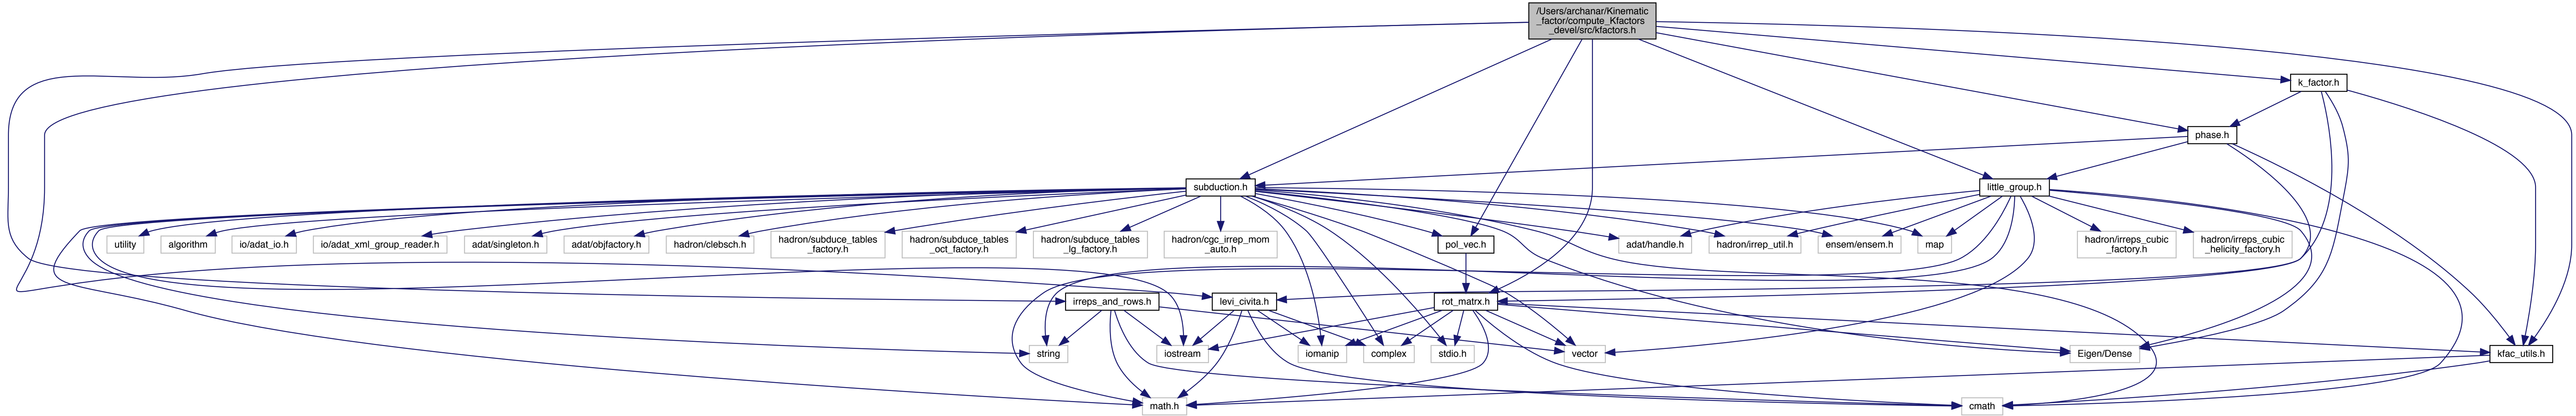 /Users/archanar/Kinematic
_factor/compute_Kfactors
_devel/src/kfactors.h
k_factor.h
phase.h
subduction.h
little_group.h
utility
algorithm
io/adat_io.h
io/adat_xml_group_reader.h
adat/singleton.h
adat/objfactory.h
hadron/clebsch.h
hadron/subduce_tables
_factory.h
hadron/subduce_tables
_oct_factory.h
hadron/subduce_tables
_lg_factory.h
hadron/cgc_irrep_mom
_auto.h
pol_vec.h
adat/handle.h
hadron/irrep_util.h
ensem/ensem.h
map
hadron/irreps_cubic
_factory.h
hadron/irreps_cubic
_helicity_factory.h
irreps_and_rows.h
levi_civita.h
rot_matrx.h
string
iostream
iomanip
complex
stdio.h
vector
Eigen/Dense
kfac_utils.h
math.h
cmath